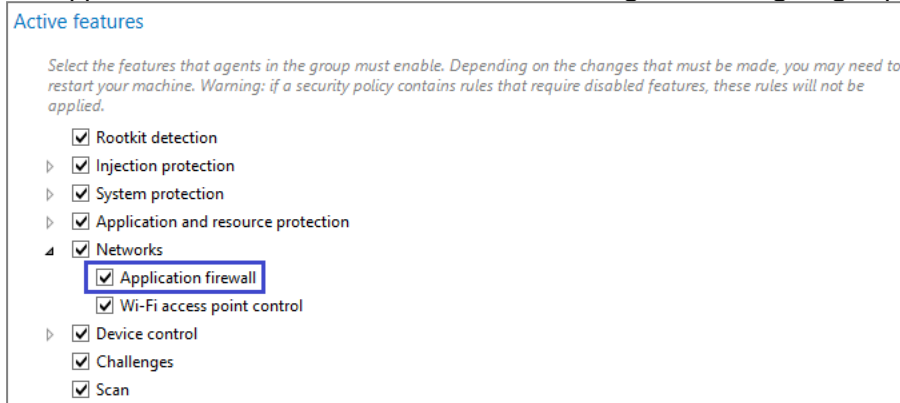 Active features
Select the features that agents in the group must enable. Depending on the changes that must be made, you may need to
restart your machine. Warning: if a security policy contains rules that require disabled features, these rules will not be
applied.
Rootkit detection
Injection protection
System protection
Application and resource protection
Networks
Application firewall
Wi-Fi access point control
Device control
Challenges
Scan